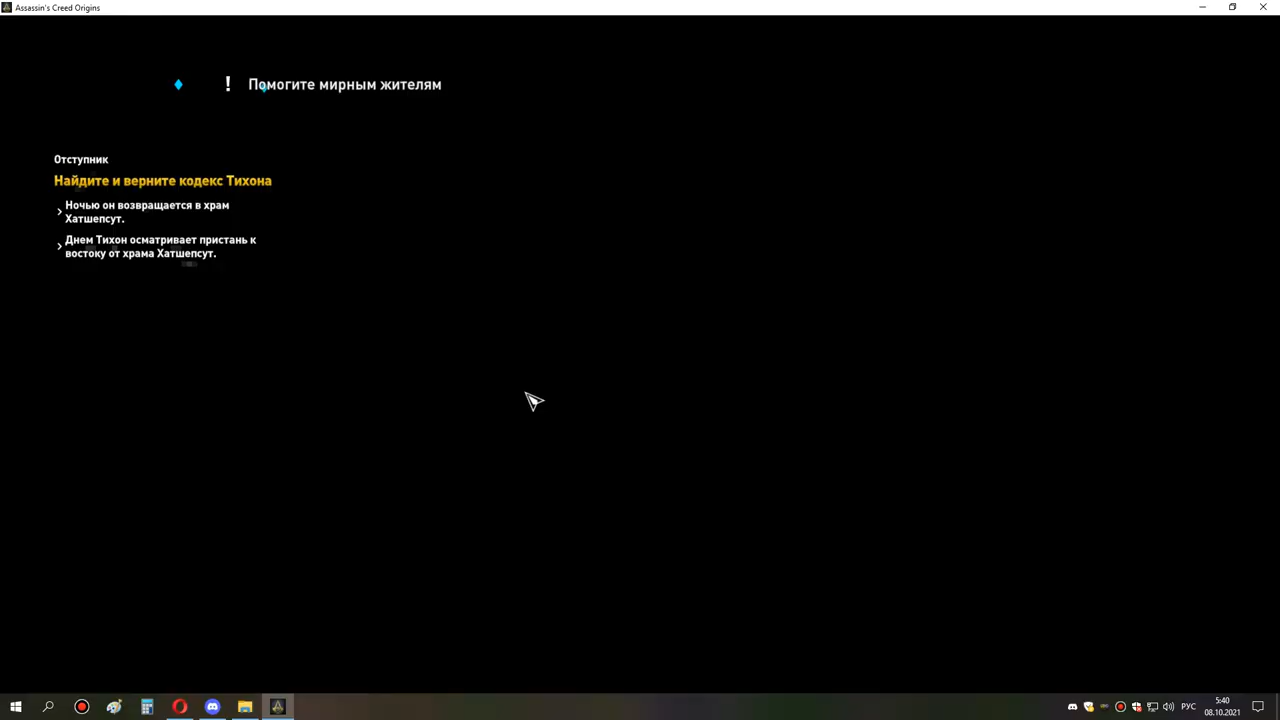 Assassin's Creed Origins
! Помогите мирным жителям
Отступник
Найдите и верните кодекс Тихона
Ночью он возвращается в храм
Хатшепсут.
Днем Тихон осматривает пристань к
востоку от храма Хатшепсут.
РУС
5:40
08.10.2021